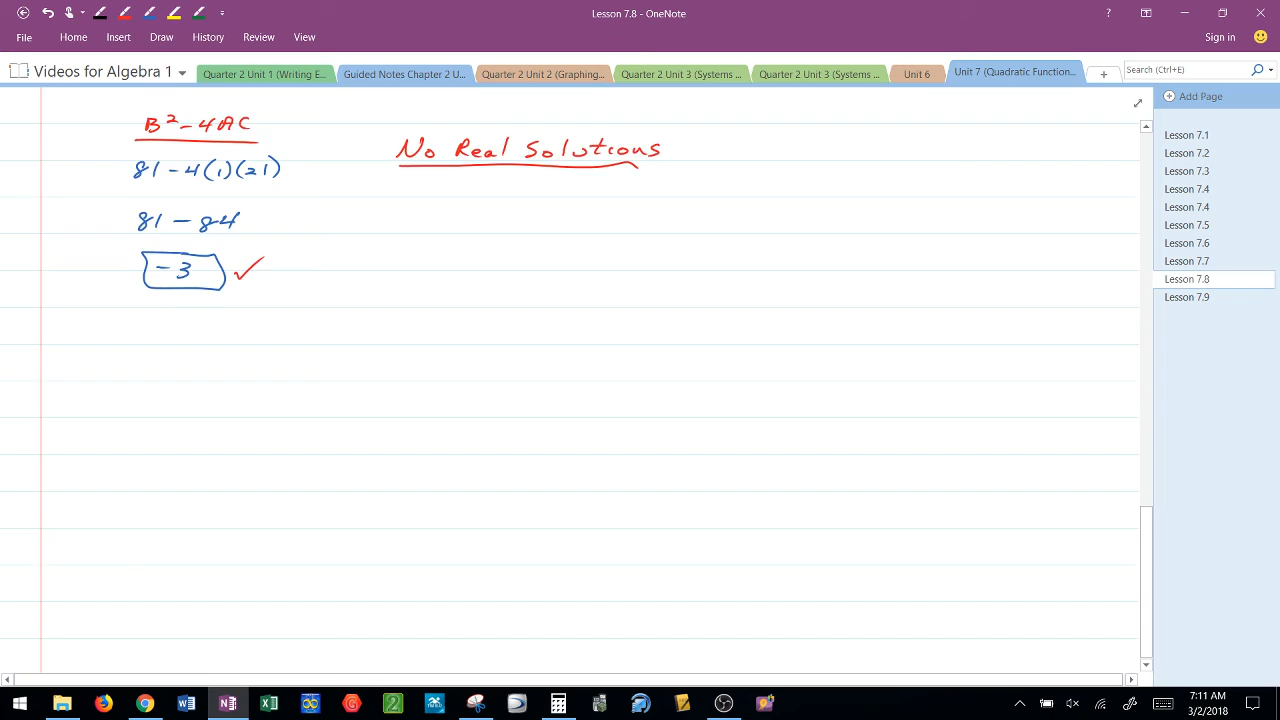 Lesson 7.8 - OneNote
File Home Insert Draw History Review View
Sign in
Videos for Algebra 1
Quarter 2 Unit 1 (Writing E...
Guided Notes Chapter 2 U...
Quarter 2 Unit 2 (Graphing,...
Quarter 2 Unit 3 (Systems ...
Quarter 2 Unit 3 (Systems ...
Unit 6
Unit 7 (Quadratic Function...
Search (Ctrl+E)
Add Page
B² - 4AC
No Real Solutions
81 - 4(1)(21)
81 - 84
-3 ✓
Lesson 7.1
Lesson 7.2
Lesson 7.3
Lesson 7.4
Lesson 7.4
Lesson 7.5
Lesson 7.6
Lesson 7.7
Lesson 7.8
Lesson 7.9
7:11 AM
3/2/2018